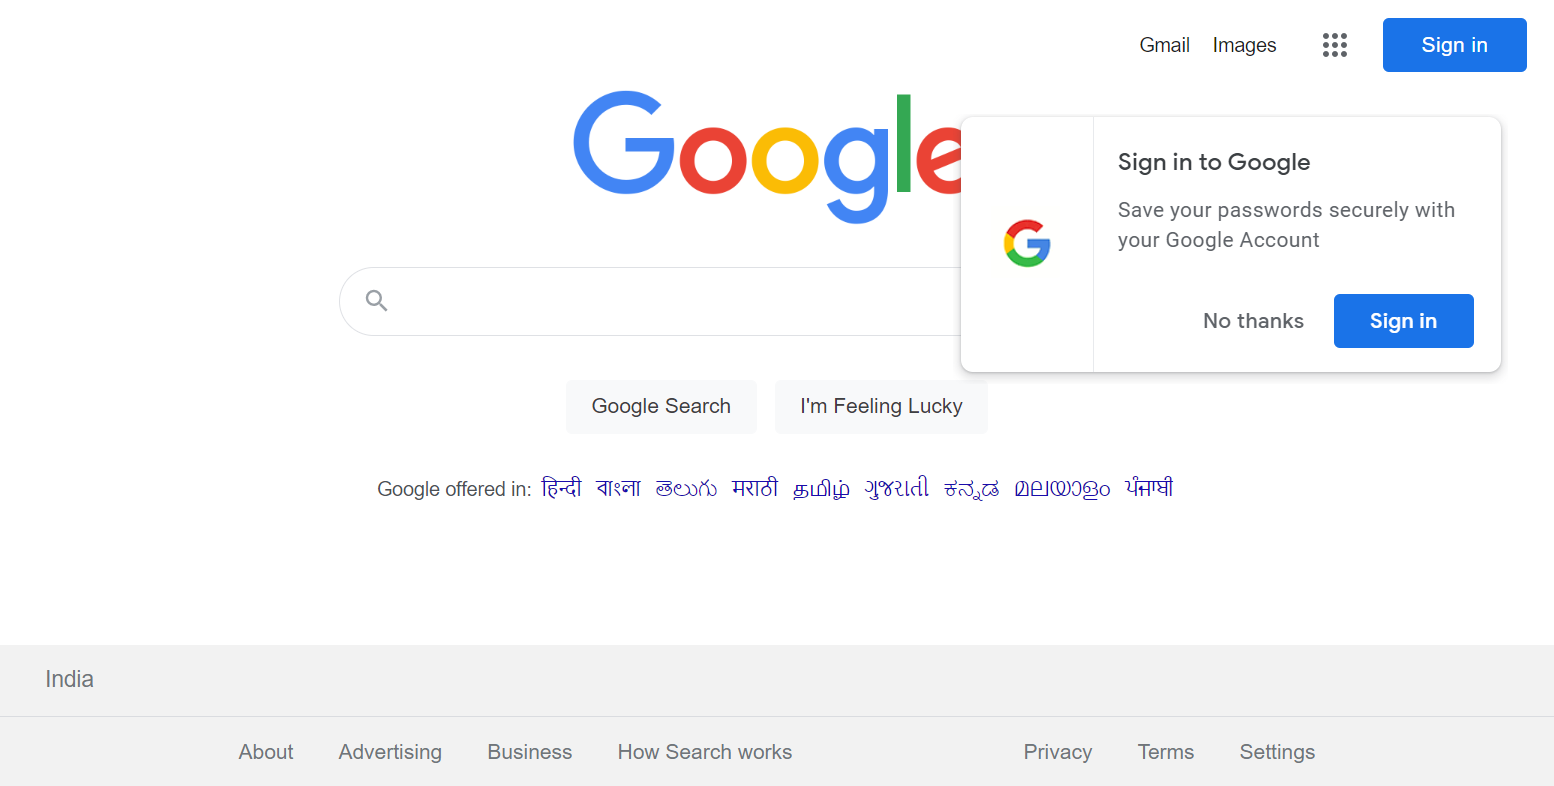 Gmail Images Sign in
Google
Sign in to Google
Save your passwords securely with
your Google Account
No thanks Sign in
Google Search I'm Feeling Lucky
Google offered in: हिन्दी বাংলা తెలుగు मराठी தமிழ் ગુજરાતી ಕನ್ನಡ മലയാളം ਪੰਜਾਬੀ
India
About Advertising Business How Search works Privacy Terms Settings